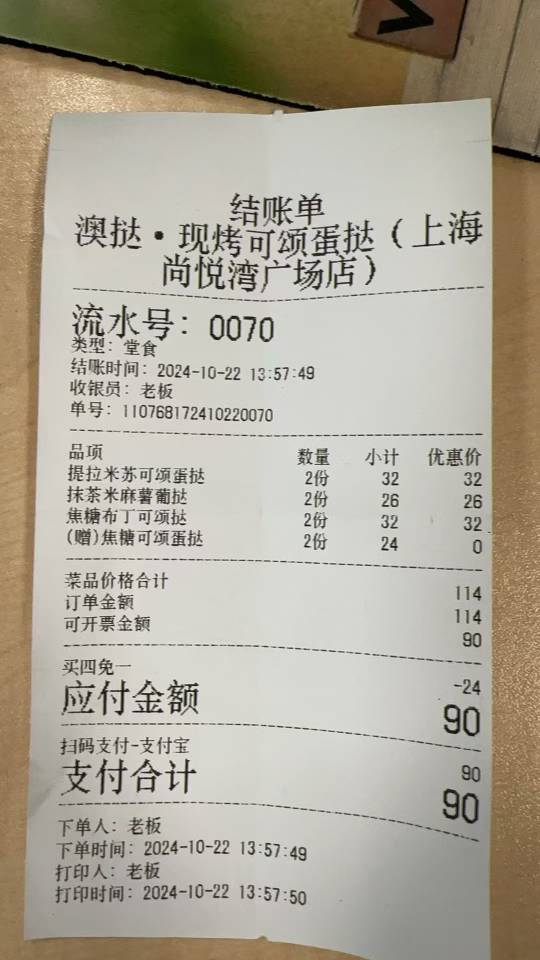 结账单
澳挞·现烤可颂蛋挞（上海
尚悦湾广场店）
流水号: 0070
类型: 堂食
结账时间: 2024-10-22 13:57:49
收银员: 老板
单号: 110768172410220070
品项 数量 小计 优惠价
提拉米苏可颂蛋挞 2份 32 32
抹茶米麻薯葡挞 2份 26 26
焦糖布丁可颂挞 2份 32 32
(赠)焦糖可颂蛋挞 2份 24 0
菜品价格合计 114
订单金额 114
可开票金额 90
买四免一 -24
应付金额 90
扫码支付-支付宝 90
支付合计 90
下单人: 老板
下单时间: 2024-10-22 13:57:49
打印人: 老板
打印时间: 2024-10-22 13:57:50